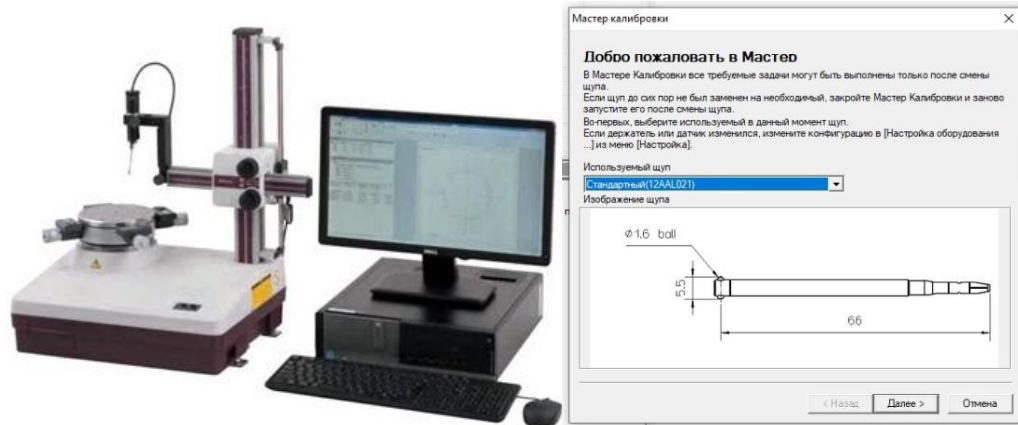 Мастер калибровки
Добро пожаловать в Мастер
В Мастере Калибровки все требуемые задачи могут быть выполнены только после смены
щупа.
Если щуп до сих пор не был заменен на необходимый, закройте Мастер Калибровки и заново
запустите его после смены щупа.
Во-первых, выберите используемый в данный момент щуп.
Если держатель или датчик изменился, измените конфигурацию в [Настройка оборудования
...] из меню [Настройка].
Используемый щуп
Стандартный(12AAL021)
Изображение щупа
⌀1.6 ball
5.5
66
< Назад
Далее >
Отмена
DELL